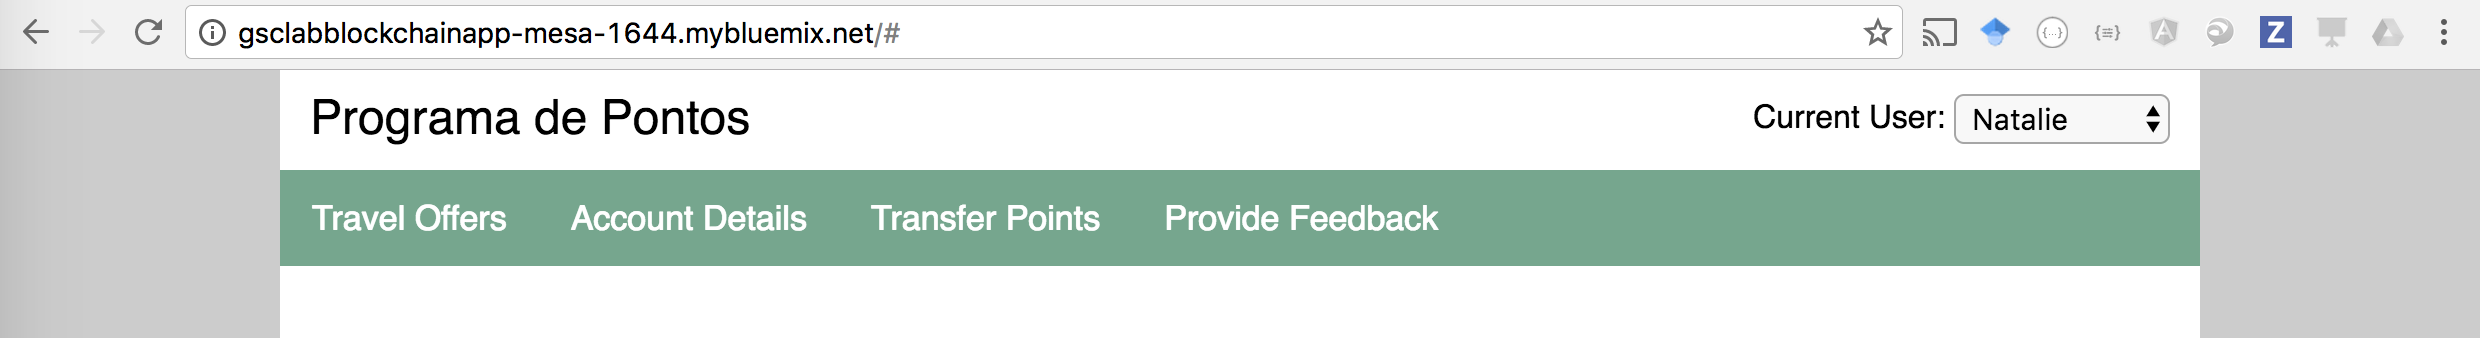 gsclabblockchainapp-mesa-1644.mybluemix.net/#
Z
Programa de Pontos
Current User: Natalie
Travel Offers Account Details Transfer Points Provide Feedback